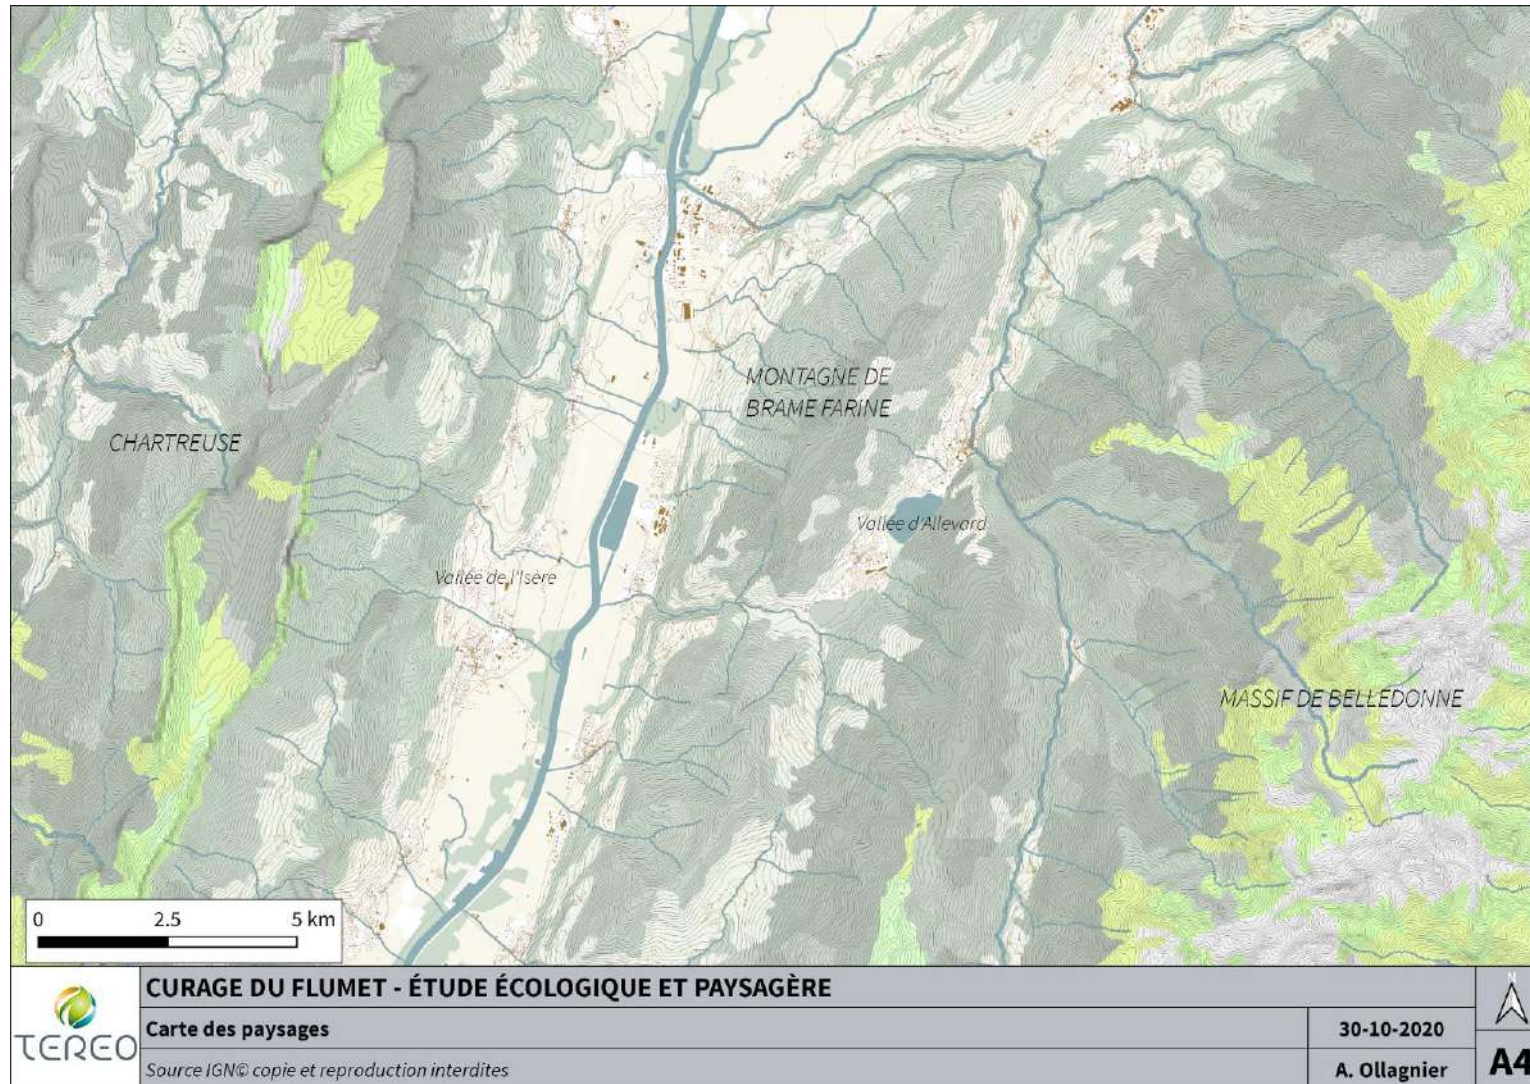 MONTAGNE DE
BRAME FARINE
CHARTREUSE
Vallée d'Allevard
Vallée de l'Isère
MASSIF DE BELLEDONNE
0 2.5 5 km
CURAGE DU FLUMET - ÉTUDE ÉCOLOGIQUE ET PAYSAGÈRE
N
TEREO
Carte des paysages
30-10-2020
Source IGN© copie et reproduction interdites
A. Ollagnier
A4